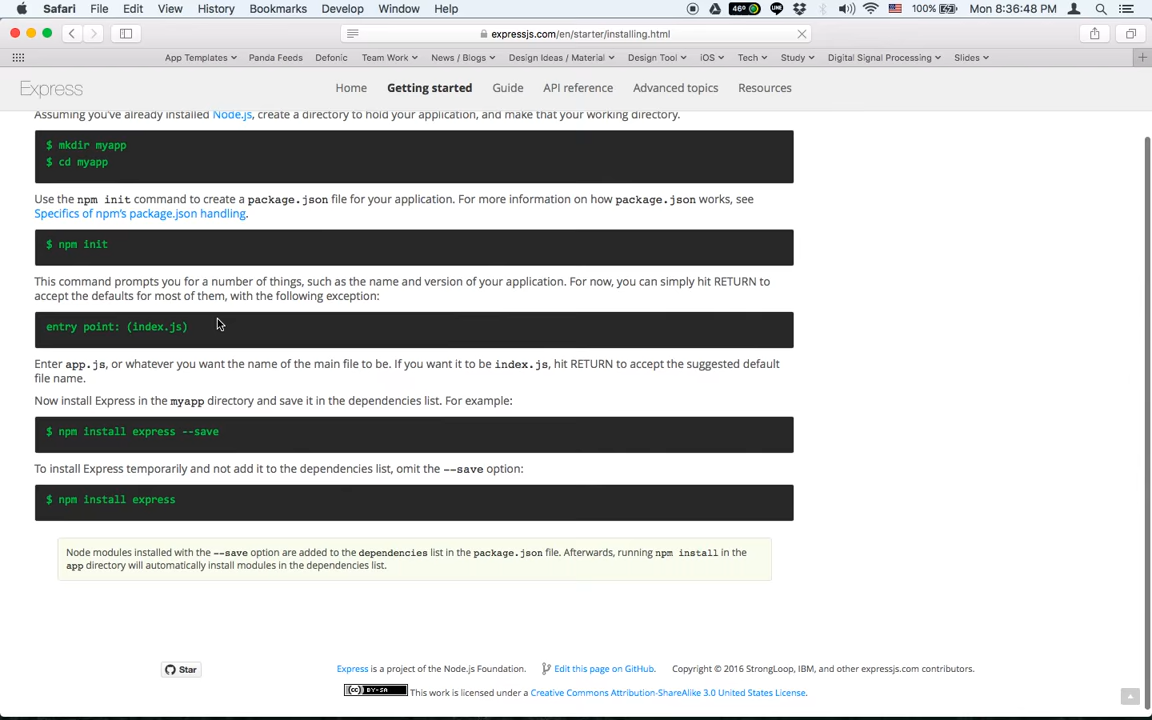 Safari File Edit View History Bookmarks Develop Window Help 46° 100% Mon 8:36:48 PM
expressjs.com/en/starter/installing.html
App Templates Panda Feeds Defonic Team Work News / Blogs Design Ideas / Material Design Tool iOS Tech Study Digital Signal Processing Slides
Express Home Getting started Guide API reference Advanced topics Resources
Assuming you've already installed Node.js, create a directory to hold your application, and make that your working directory.
$ mkdir myapp
$ cd myapp
Use the npm init command to create a package.json file for your application. For more information on how package.json works, see
Specifics of npm's package.json handling.
$ npm init
This command prompts you for a number of things, such as the name and version of your application. For now, you can simply hit RETURN to
accept the defaults for most of them, with the following exception:
entry point: (index.js)
Enter app.js, or whatever you want the name of the main file to be. If you want it to be index.js, hit RETURN to accept the suggested default
file name.
Now install Express in the myapp directory and save it in the dependencies list. For example:
$ npm install express --save
To install Express temporarily and not add it to the dependencies list, omit the --save option:
$ npm install express
Node modules installed with the --save option are added to the dependencies list in the package.json file. Afterwards, running npm install in the
app directory will automatically install modules in the dependencies list.
Star
Express is a project of the Node.js Foundation. Edit this page on GitHub. Copyright © 2016 StrongLoop, IBM, and other expressjs.com contributors.
(cc) BY-SA This work is licensed under a Creative Commons Attribution-ShareAlike 3.0 United States License.